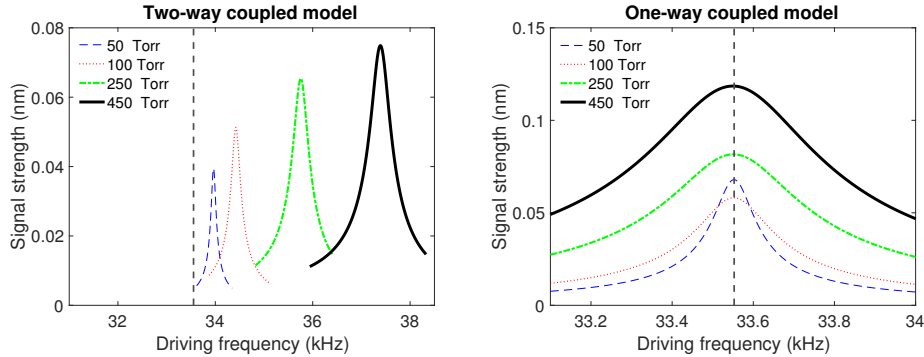 Two-way coupled model
0.08
0.06
0.04
0.02
0
Signal strength (nm)
50 Torr
100 Torr
250 Torr
450 Torr
32
34
36
38
Driving frequency (kHz)
One-way coupled model
0.15
0.1
0.05
0
Signal strength (nm)
50 Torr
100 Torr
250 Torr
450 Torr
33.2
33.4
33.6
33.8
34
Driving frequency (kHz)